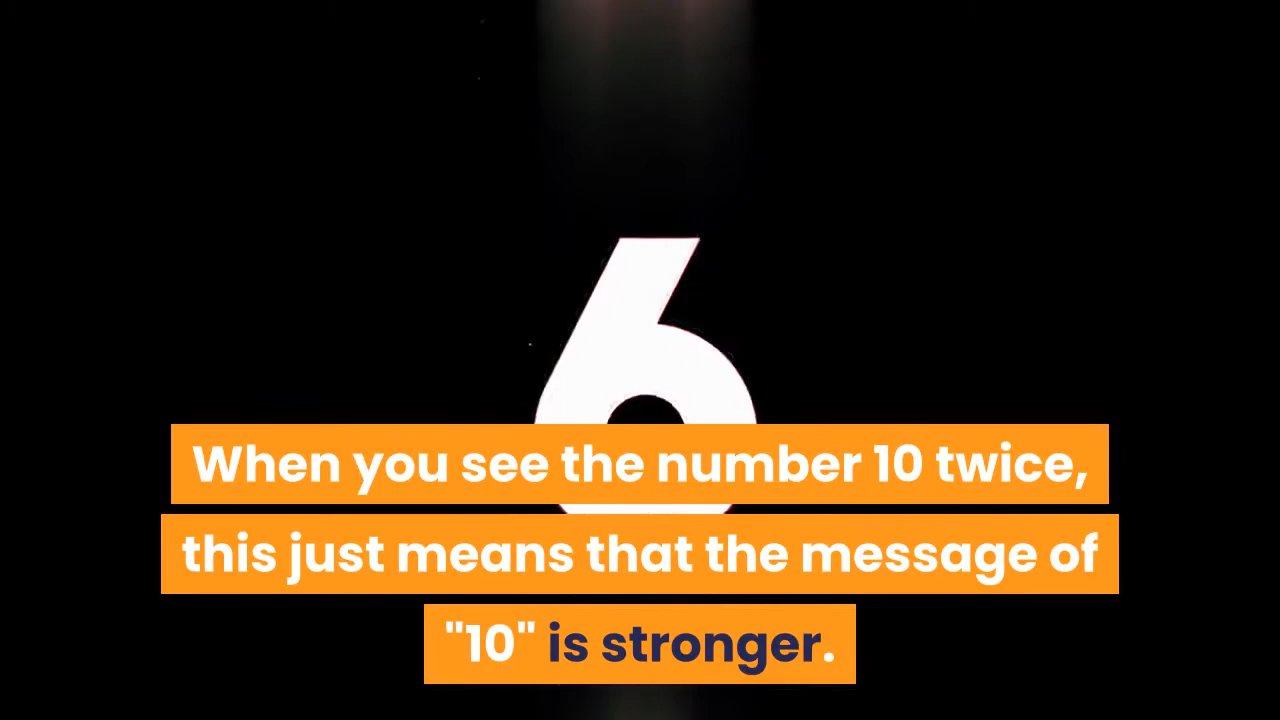 6
When you see the number 10 twice,
this just means that the message of
"10" is stronger.